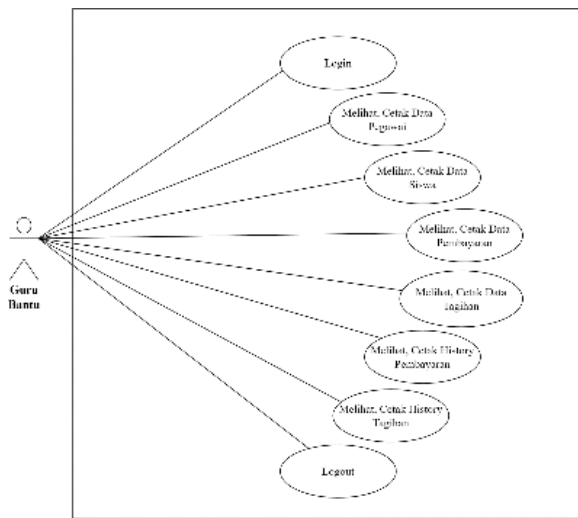 Login
Melihat, Cetak Data
Pegawai
Melihat, Cetak Data
Siswa
Melihat, Cetak Data
Pembayaran
Guru
Bantu
Melihat, Cetak Data
Tagihan
Melihat, Cetak History
Pembayaran
Melihat, Cetak History
Tagihan
Logout